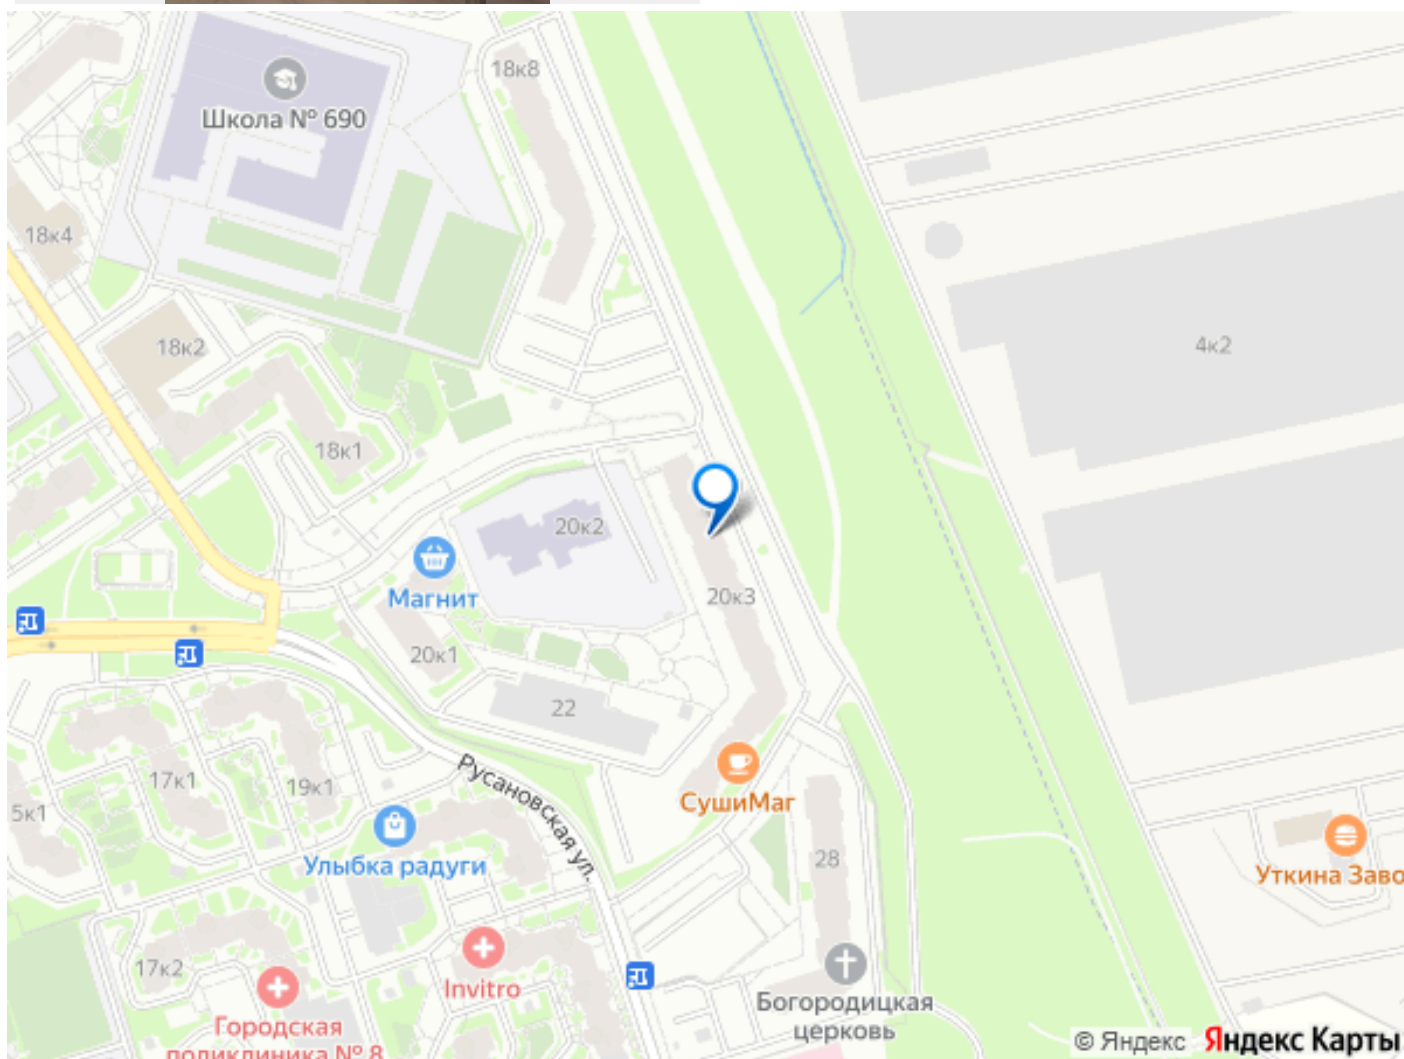 18к8
Школа № 690
18к4
18к2
4к2
18к1
20к2
Магнит
20к3
20к1
22
Русановская ул.
17к1
19к1
5к1
СушиМаг
Улыбка радуги
28
Уткина Заво
17к2
Invitro
Богородицкая
церковь
Городская
поликлиника № 8
© Яндекс Яндекс Карты